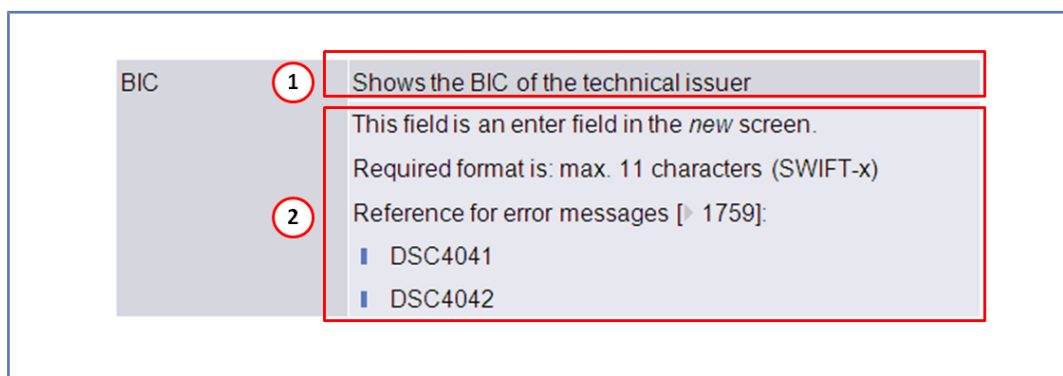 BIC
1
Shows the BIC of the technical issuer
This field is an enter field in the new screen.
Required format is: max. 11 characters (SWIFT-x)
2
Reference for error messages [ 1759]:
DSC4041
DSC4042